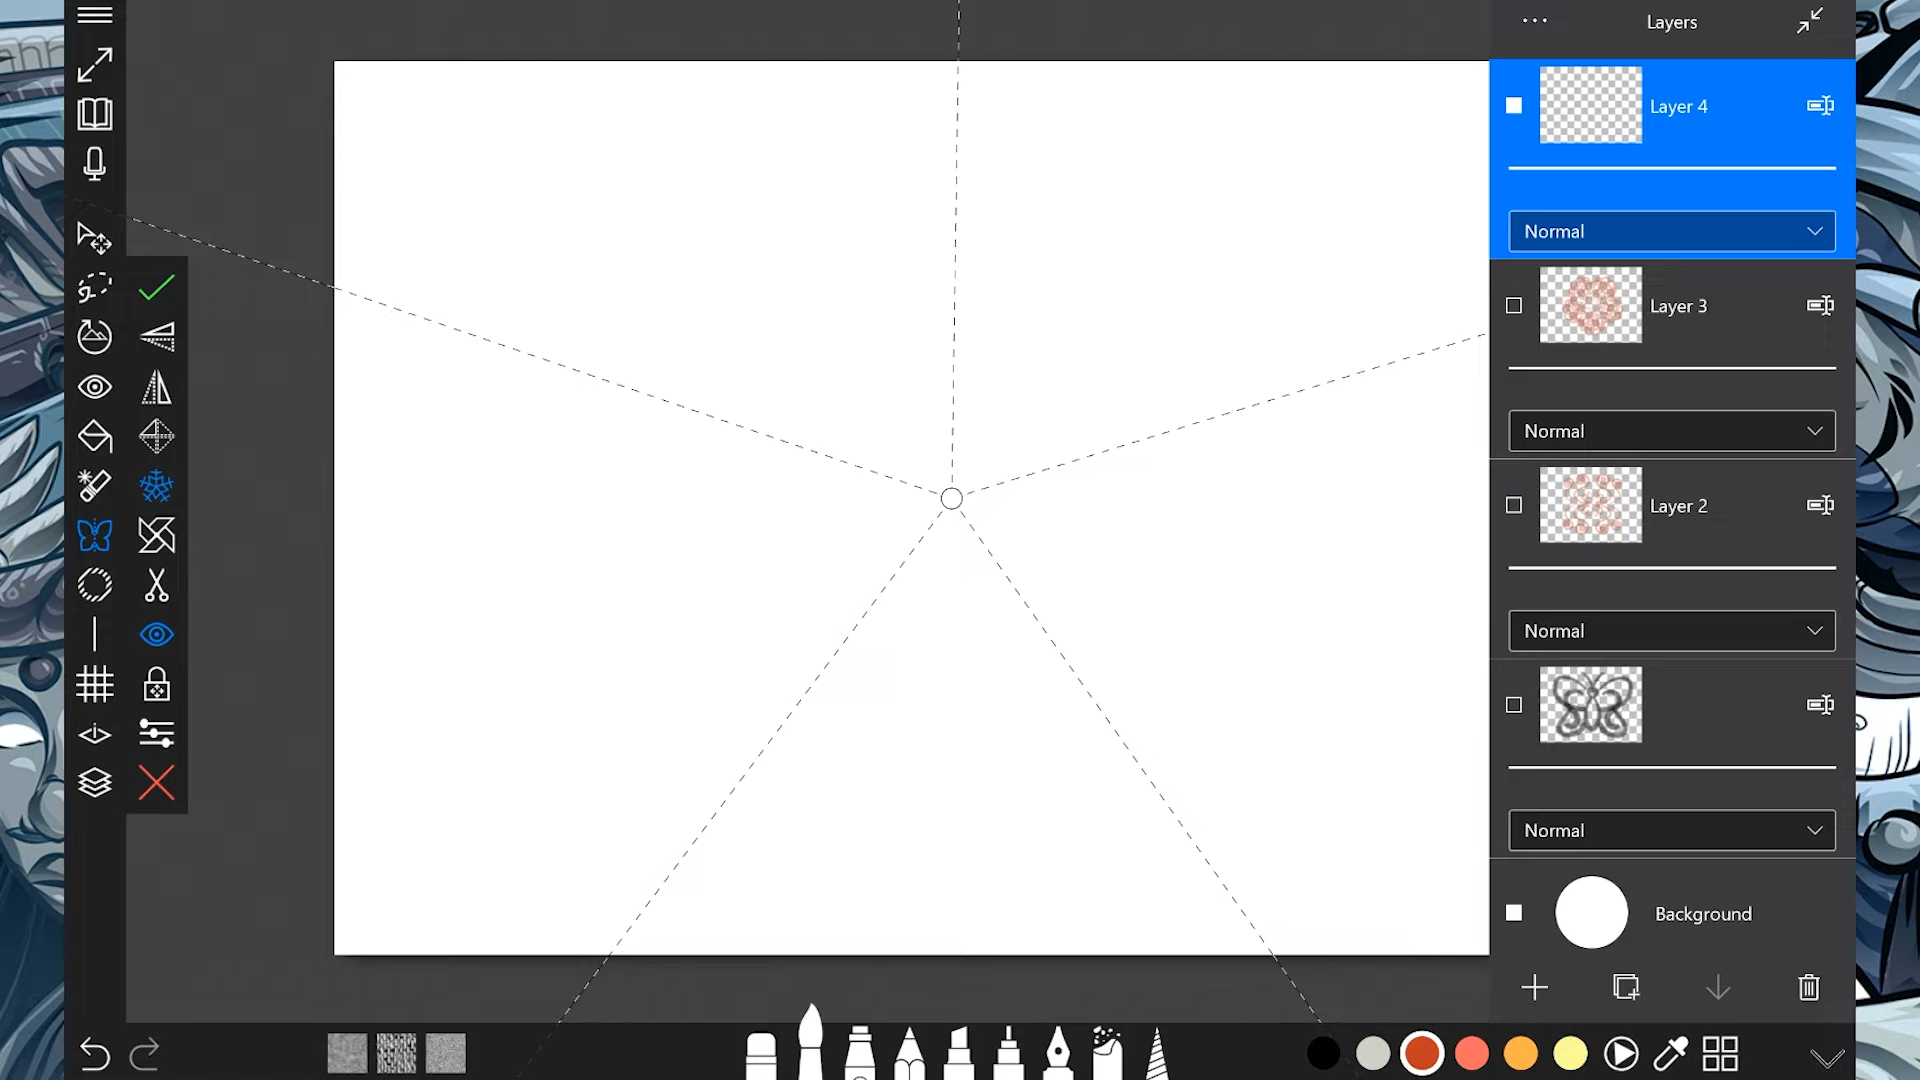 Layers
Layer 4
Normal
Layer 3
Normal
Layer 2
Normal
Normal
Background